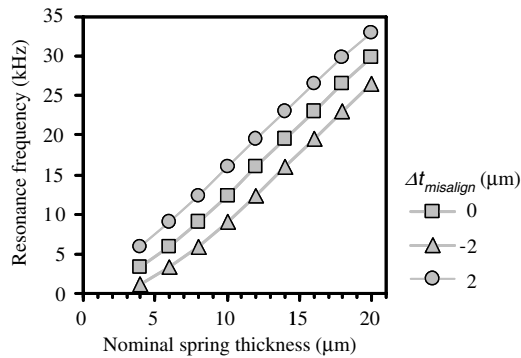 Resonance frequency (kHz)
35
30
25
20
15
10
5
0
0 5 10 15 20
Nominal spring thickness (μm)
Δt_misalign (μm)
0
-2
2